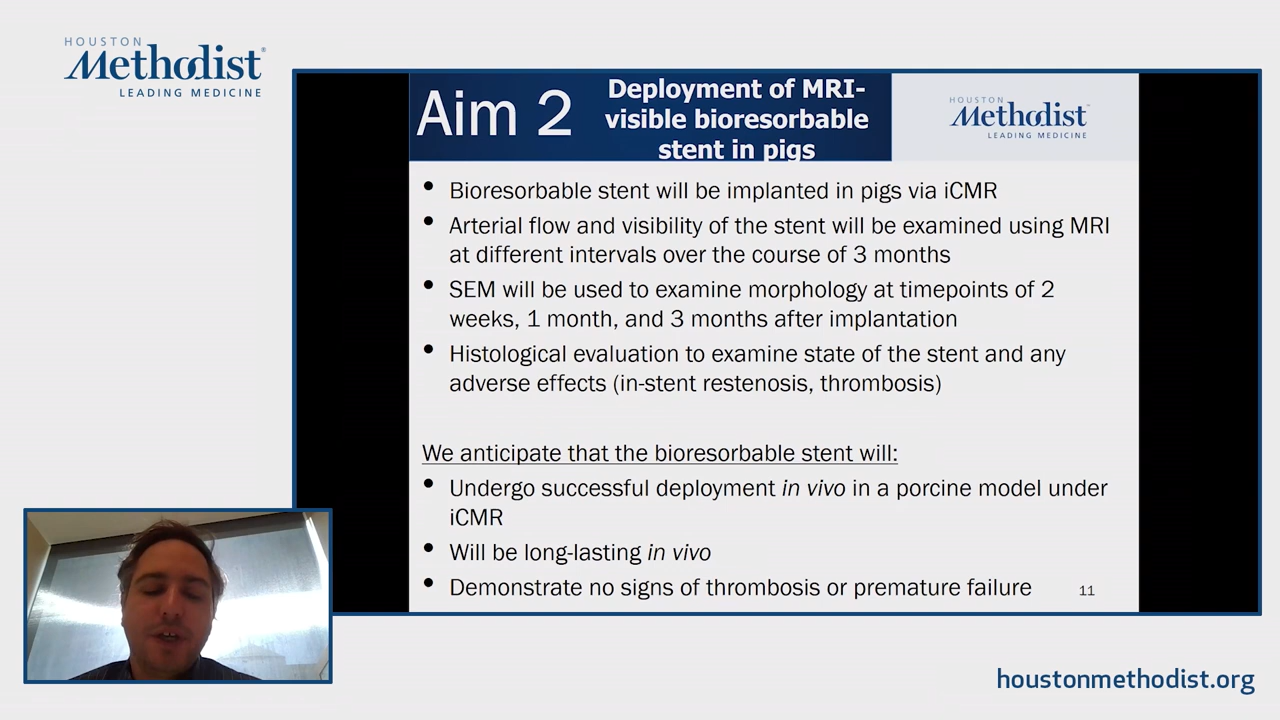 HOUSTON
Methodist
LEADING MEDICINE
Aim 2
Deployment of MRI-
visible bioresorbable
stent in pigs
HOUSTON
Methodist
LEADING MEDICINE
• Bioresorbable stent will be implanted in pigs via iCMR
• Arterial flow and visibility of the stent will be examined using MRI
at different intervals over the course of 3 months
• SEM will be used to examine morphology at timepoints of 2
weeks, 1 month, and 3 months after implantation
• Histological evaluation to examine state of the stent and any
adverse effects (in-stent restenosis, thrombosis)
We anticipate that the bioresorbable stent will:
• Undergo successful deployment in vivo in a porcine model under
iCMR
• Will be long-lasting in vivo
• Demonstrate no signs of thrombosis or premature failure
11
houstonmethodist.org